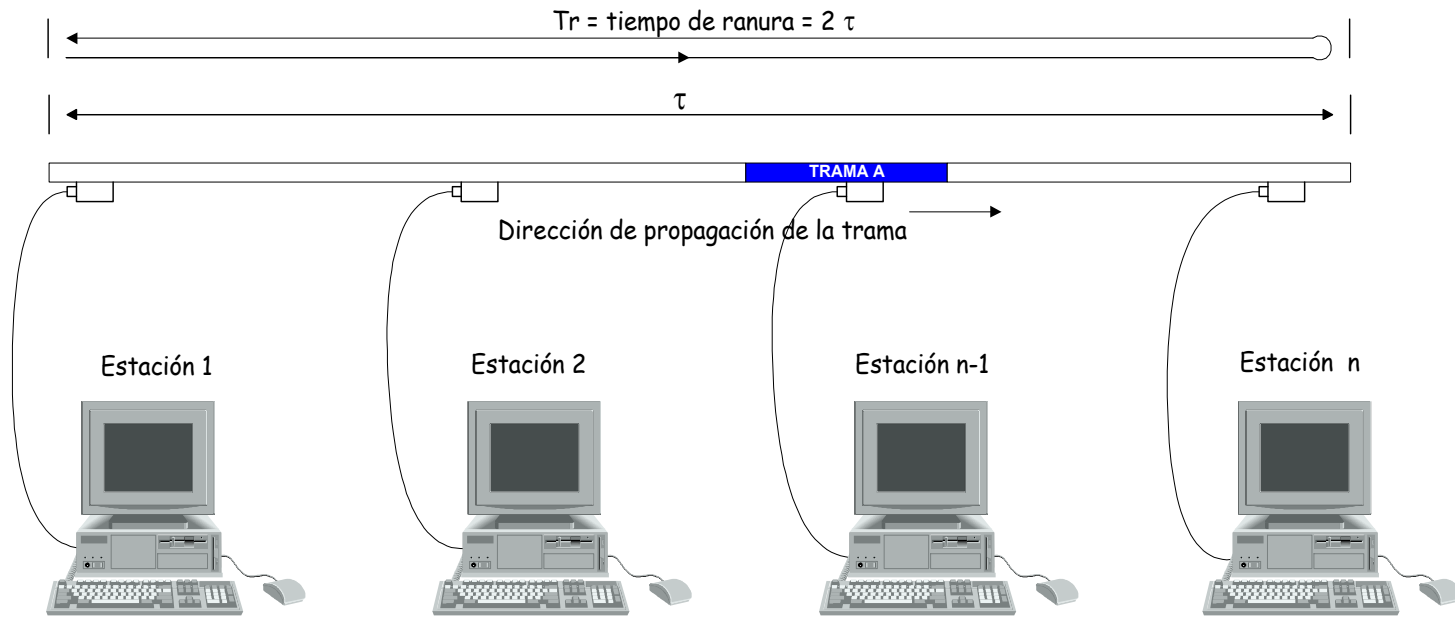 Tr = tiempo de ranura = 2 τ
τ
TRAMA A
Dirección de propagación de la trama
Estación 1
Estación 2
Estación n-1
Estación n